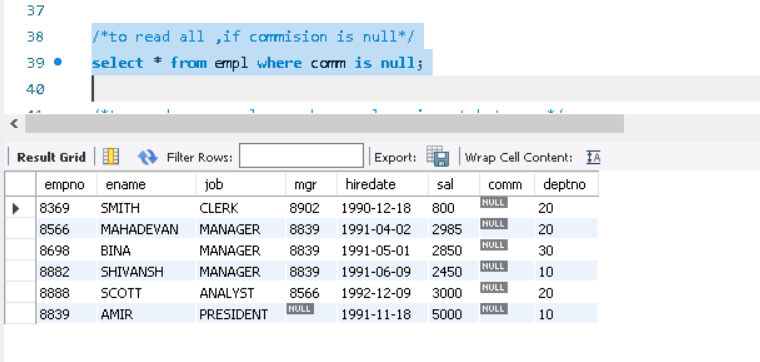 37
38 /*to read all ,if commision is null*/
39 select * from empl where comm is null;
40
Result Grid Filter Rows: Export: Wrap Cell Content:
empno ename job mgr hiredate sal comm deptno
8369 SMITH CLERK 8902 1990-12-18 800 NULL 20
8566 MAHADEVAN MANAGER 8839 1991-04-02 2985 NULL 20
8698 BINA MANAGER 8839 1991-05-01 2850 NULL 30
8882 SHIVANSH MANAGER 8839 1991-06-09 2450 NULL 10
8888 SCOTT ANALYST 8566 1992-12-09 3000 NULL 20
8839 AMIR PRESIDENT NULL 1991-11-18 5000 NULL 10